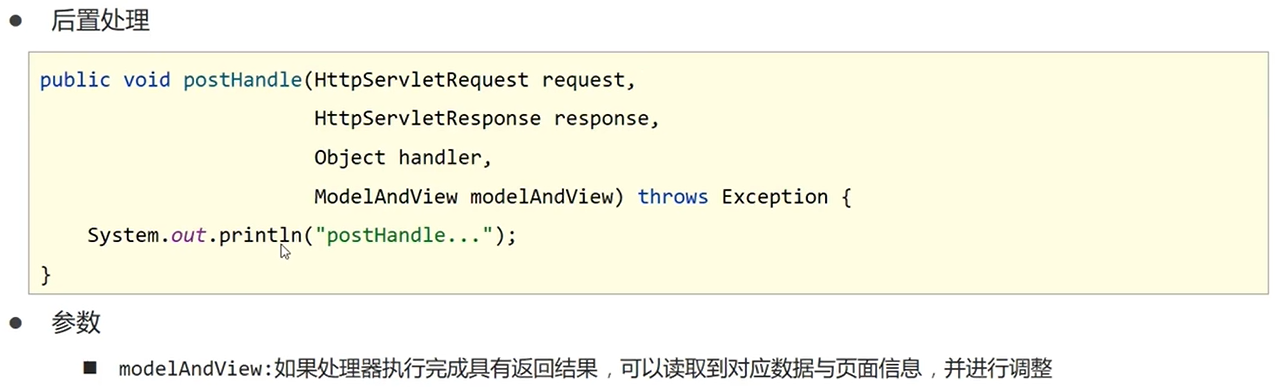 后置处理
public void postHandle(HttpServletRequest request,
HttpServletResponse response,
Object handler,
ModelAndView modelAndView) throws Exception {
System.out.println("postHandle...");
}
参数
modelAndView:如果处理器执行完成具有返回结果，可以读取到对应数据与页面信息，并进行调整